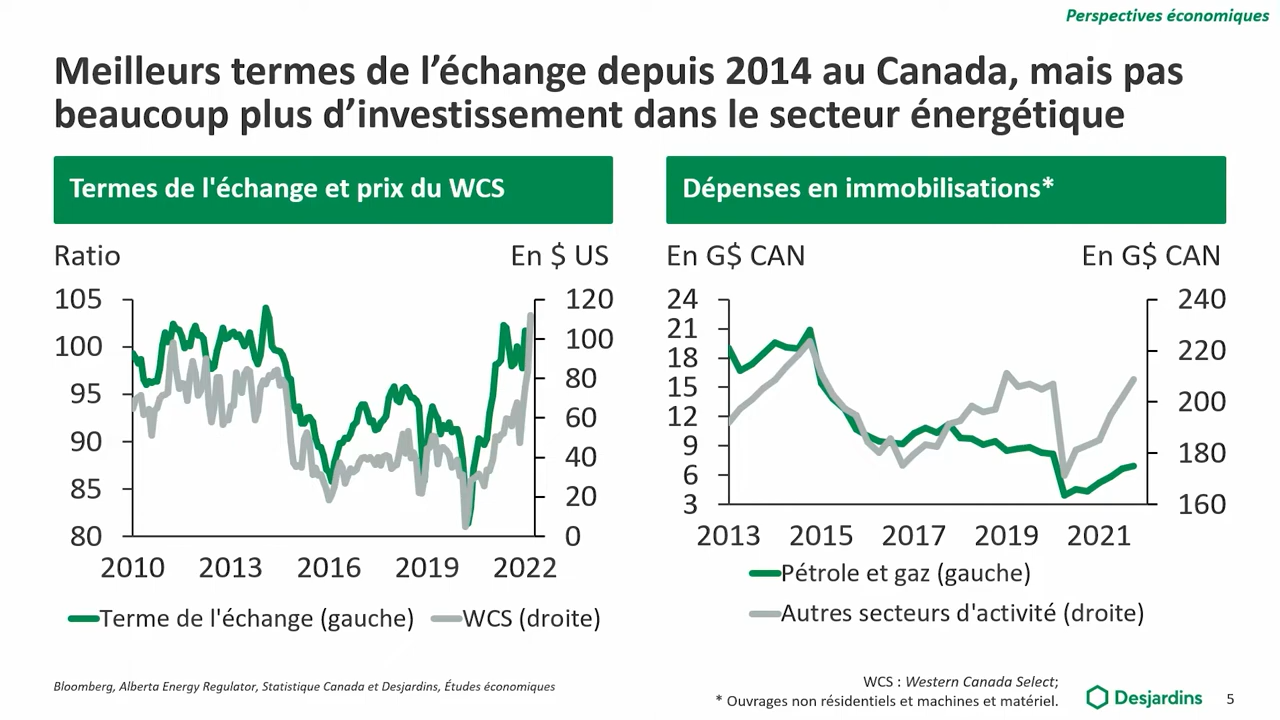 Perspectives économiques
Meilleurs termes de l’échange depuis 2014 au Canada, mais pas
beaucoup plus d’investissement dans le secteur énergétique
Termes de l'échange et prix du WCS
Ratio
En $ US
105
100
95
90
85
80
120
100
80
60
40
20
0
2010
2013
2016
2019
2022
Terme de l'échange (gauche)
WCS (droite)
Dépenses en immobilisations*
En G$ CAN
En G$ CAN
24
21
18
15
12
9
6
3
240
220
200
180
160
2013
2015
2017
2019
2021
Pétrole et gaz (gauche)
Autres secteurs d'activité (droite)
Bloomberg, Alberta Energy Regulator, Statistique Canada et Desjardins, Études économiques
WCS : Western Canada Select;
* Ouvrages non résidentiels et machines et matériel.
Desjardins
5